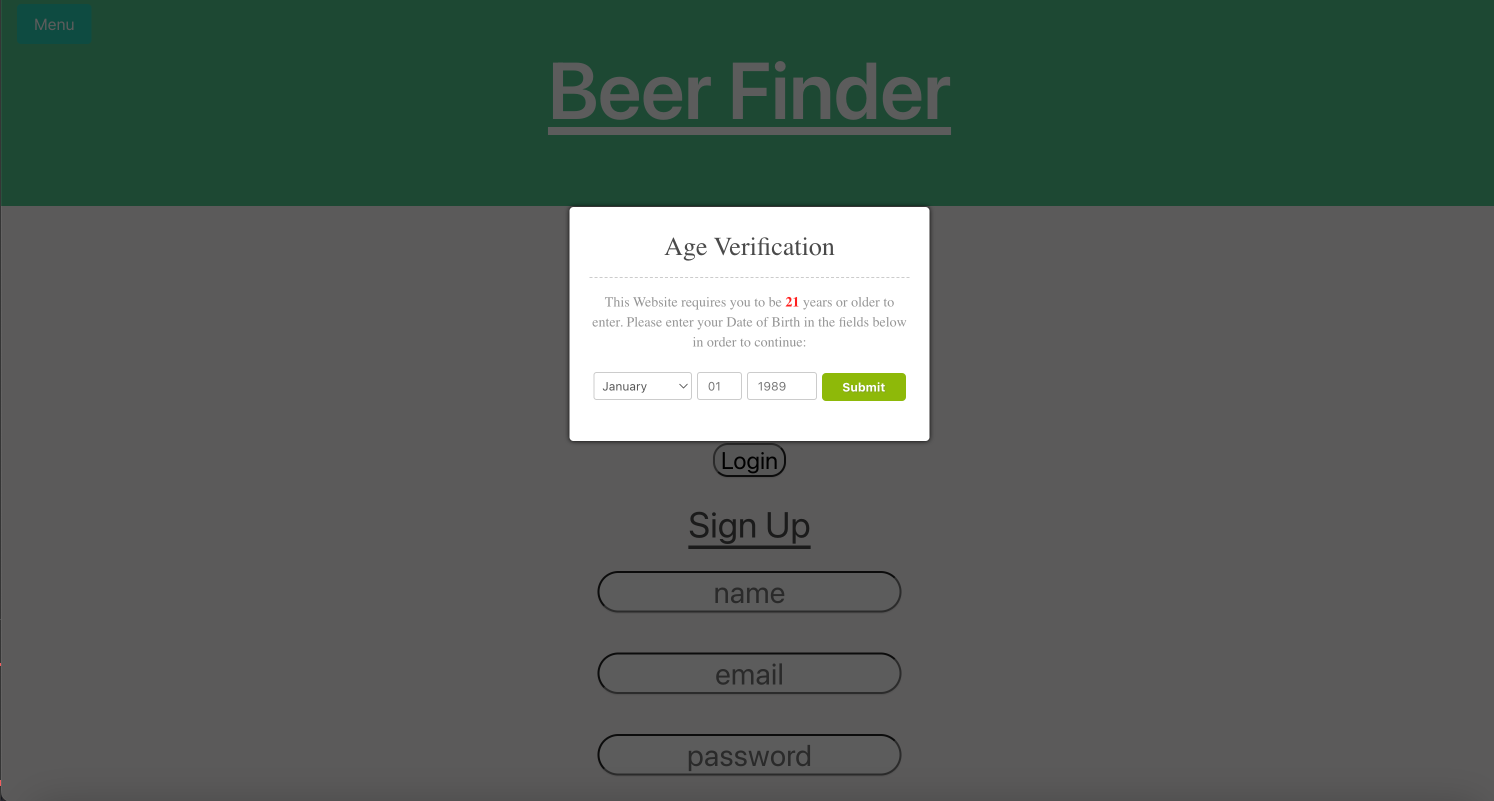 Menu
Beer Finder
Age Verification
This Website requires you to be 21 years or older to
enter. Please enter your Date of Birth in the fields below
in order to continue:
January 01 1989 Submit
Login
Sign Up
name
email
password